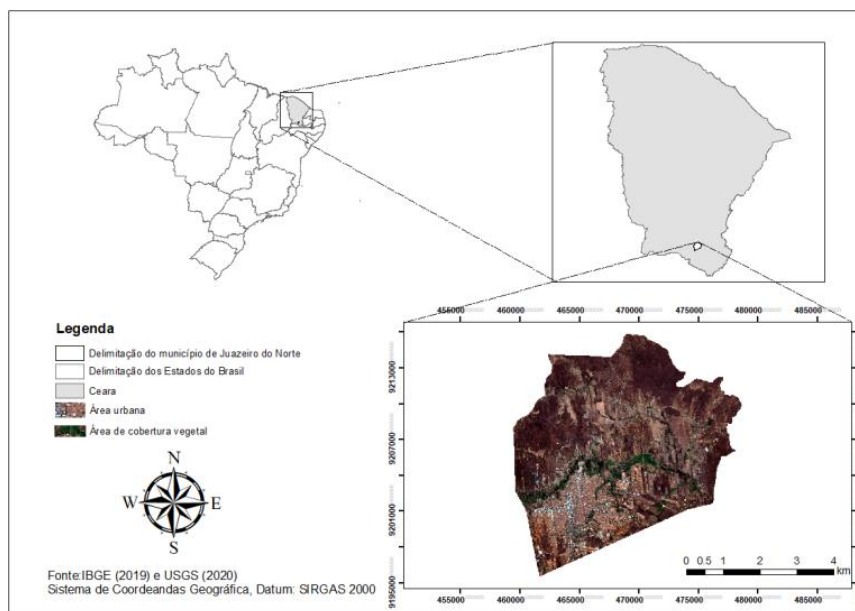 455000 460000 465000 470000 475000 480000 485000
9213000
9207000
9201000
9195000
Legenda
Delimitação do município de Juazeiro do Norte
Delimitação dos Estados do Brasil
Ceara
Área urbana
Área de cobertura vegetal
N
W E
S
0 0.5 1 2 3 4
km
Fonte:IBGE (2019) e USGS (2020)
Sistema de Coordeandas Geográfica, Datum: SIRGAS 2000
455000 460000 465000 470000 475000 480000 485000